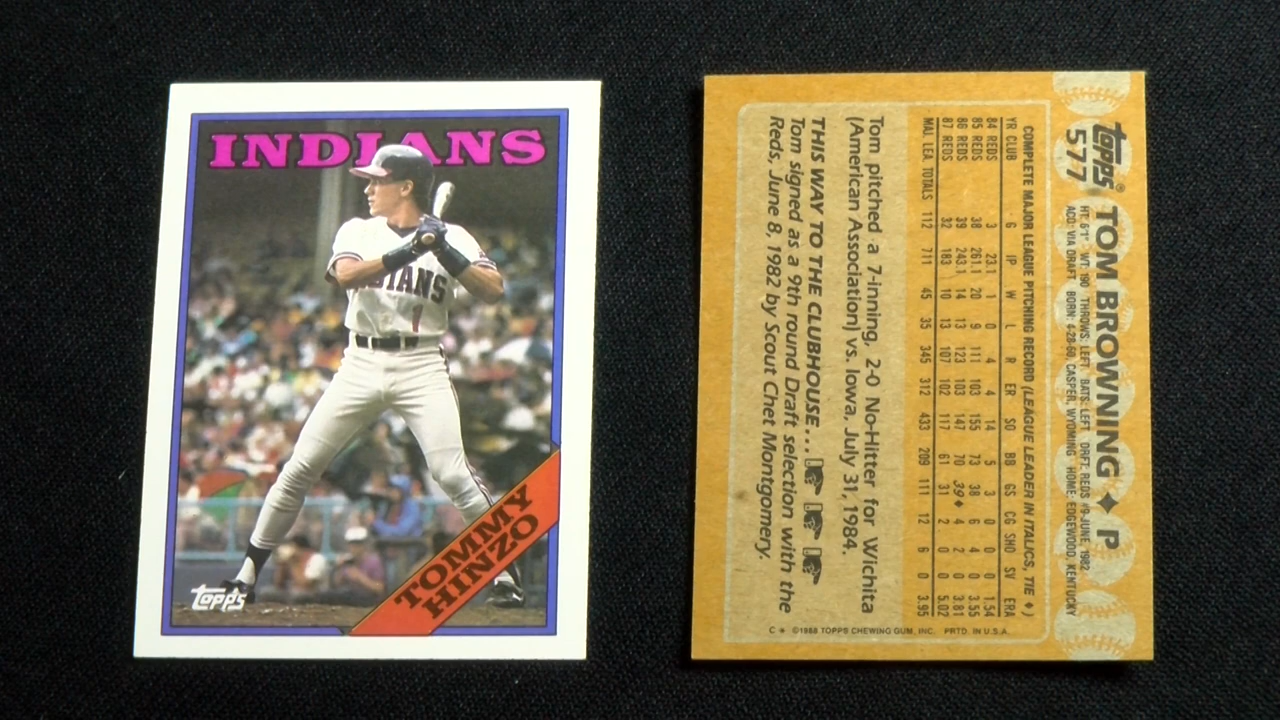 INDIANS
INDIANS
1
TOMMY
HINZO
topps
topps®
577
TOM BROWNING ♦ P
HT: 6'1" WT: 190 THROWS: LEFT BATS: LEFT DRFT: REDS #9-JUNE, 1982
ACQ: VIA DRAFT BORN: 4-28-60, CASPER, WYOMING HOME: EDGEWOOD, KENTUCKY
COMPLETE MAJOR LEAGUE PITCHING RECORD (LEAGUE LEADER IN ITALICS, TIE ♦)
YR CLUB G IP W L R ER SO BB GS CG SHO SV ERA
84 REDS 3 23.1 1 0 4 4 14 5 3 0 0 0 1.54
85 REDS 38 261.1 20 9 111 103 155 73 38 6 4 0 3.55
86 REDS 39 243.1 14 13 123 103 147 70 39♦ 4 2 0 3.81
87 REDS 32 183 10 13 107 102 117 61 31 2 0 0 5.02
MAJ. LEA. TOTALS 112 711 45 35 345 312 433 209 111 12 6 0 3.95
Tom pitched a 7-inning, 2-0 No-Hitter for Wichita
(American Association) vs. Iowa, July 31, 1984.
THIS WAY TO THE CLUBHOUSE...
Tom signed as a 9th round Draft selection with the
Reds, June 8, 1982 by Scout Chet Montgomery.
C * ©1988 TOPPS CHEWING GUM, INC. PRTD. IN U.S.A.